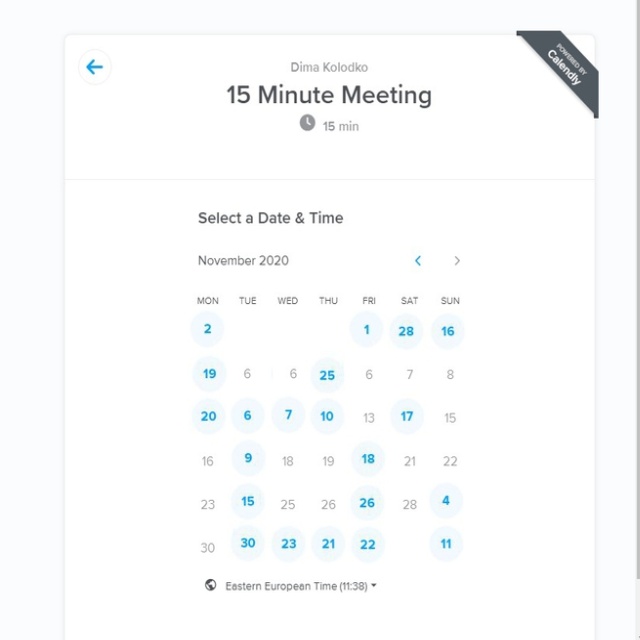 POWERED BY
Calendly
Dima Kolodko
15 Minute Meeting
15 min
Select a Date & Time
November 2020
MON TUE WED THU FRI SAT SUN
2 1 28 16
19 6 6 25 6 7 8
20 6 7 10 13 17 15
16 9 18 19 18 21 22
23 15 25 26 26 28 4
30 30 23 21 22 11
Eastern European Time (11:38)